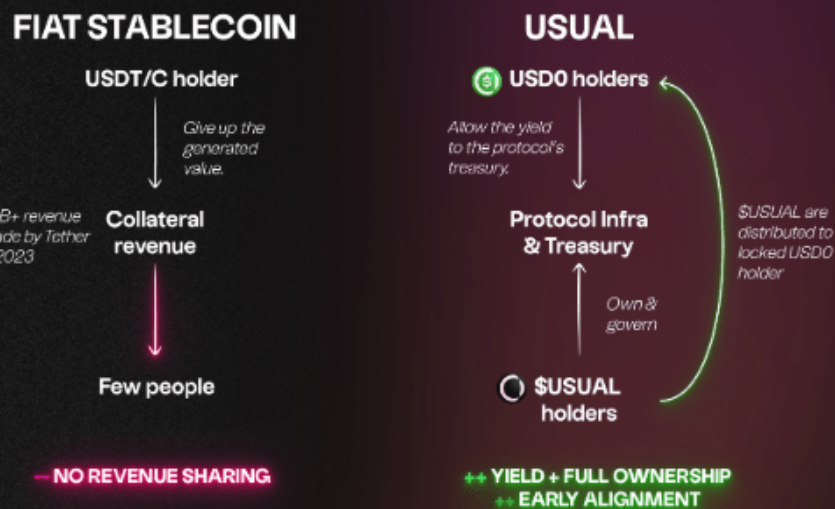 FIAT STABLECOIN
USDT/C holder
Give up the
generated
value.
B+ revenue
by Tether
2023
Collateral
revenue
Few people
— NO REVENUE SHARING
USUAL
USD0 holders
Allow the yield
to the protocol's
treasury.
Protocol Infra
& Treasury
$USUAL are
distributed to
locked USD0
holder
Own &
govern
$USUAL
holders
++ YIELD + FULL OWNERSHIP
++ EARLY ALIGNMENT